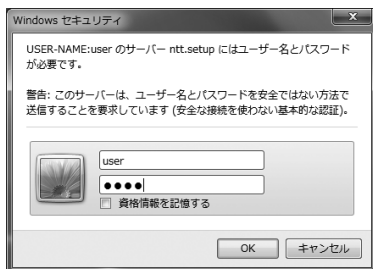 Windows セキュリティ
USER-NAME:user のサーバー ntt.setup にはユーザー名とパスワード
が必要です。
警告: このサーバーは、ユーザー名とパスワードを安全ではない方法で
送信することを要求しています (安全な接続を使わない基本的な認証)。
user
●●●●
資格情報を記憶する
OK
キャンセル